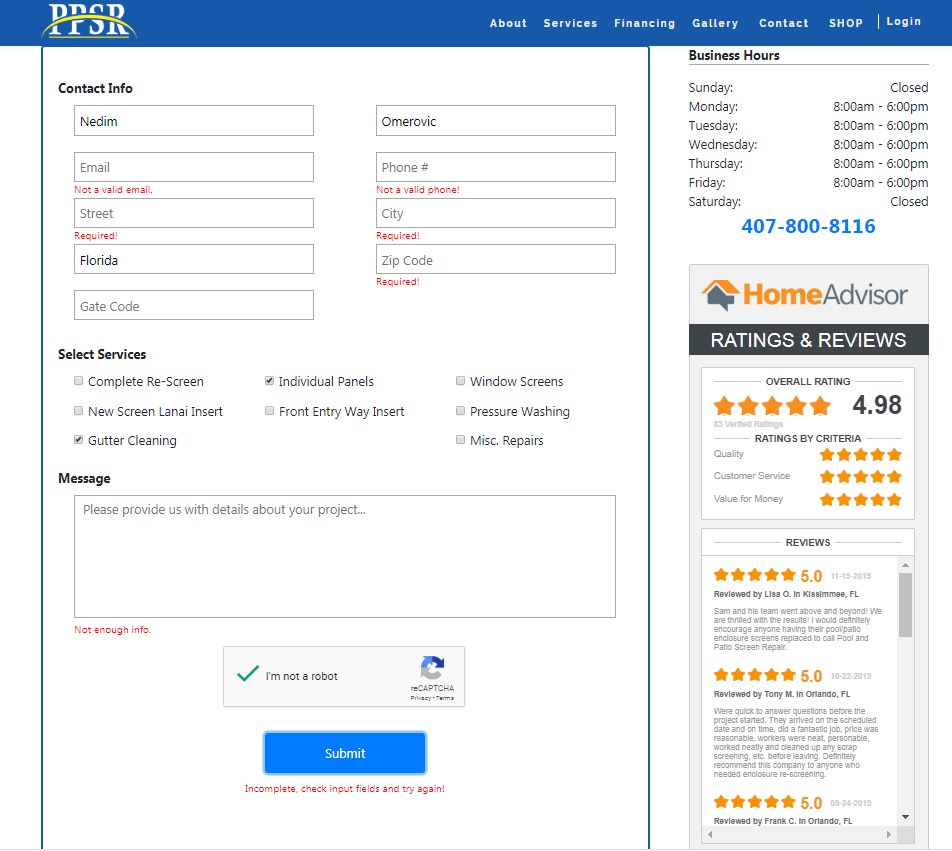 PPSR
About Services Financing Gallery Contact SHOP Login
Contact Info
Nedim Omerovic
Email Phone #
Not a valid email. Not a valid phone!
Street City
Required! Required!
Florida Zip Code
Required!
Gate Code
Select Services
Complete Re-Screen Individual Panels Window Screens
New Screen Lanai Insert Front Entry Way Insert Pressure Washing
Gutter Cleaning Misc. Repairs
Message
Please provide us with details about your project...
Not enough info.
I'm not a robot
reCAPTCHA
Privacy - Terms
Submit
Incomplete, check input fields and try again!
Business Hours
Sunday: Closed
Monday: 8:00am - 6:00pm
Tuesday: 8:00am - 6:00pm
Wednesday: 8:00am - 6:00pm
Thursday: 8:00am - 6:00pm
Friday: 8:00am - 6:00pm
Saturday: Closed
407-800-8116
HomeAdvisor
RATINGS & REVIEWS
OVERALL RATING
4.98
83 Verified Ratings
RATINGS BY CRITERIA
Quality
Customer Service
Value for Money
REVIEWS
5.0 11-15-2019
Reviewed by Lisa O. in Kissimmee, FL
Sam and his team went above and beyond! We
are thrilled with the results! I would definitely
encourage anyone having their pool/patio
enclosure screens replaced to call Pool and
Patio Screen Repair.
5.0 10-22-2019
Reviewed by Tony M. in Orlando, FL
Were quick to answer questions before the
project started. They arrived on the scheduled
date and on time, did a fantastic job, price was
reasonable, workers were neat, personable,
worked neatly and cleaned up any scrap
screening, etc. before leaving. Definitely
recommend this company to anyone who
needed enclosure re-screening.
5.0 09-24-2019
Reviewed by Frank C. in Orlando, FL